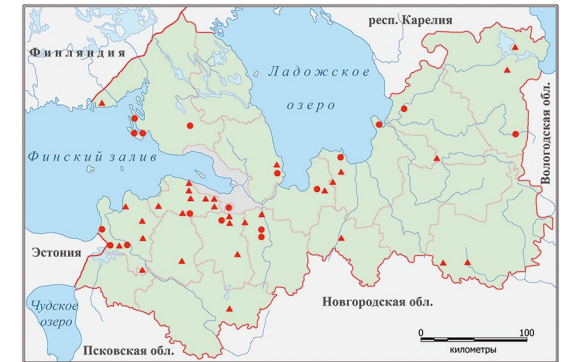 респ. Карелия
Финляндия
Ладожское
озеро
Вологодская обл.
Финский залив
Эстония
Новгородская обл.
Чудское
озеро
Псковская обл.
0 100
километры